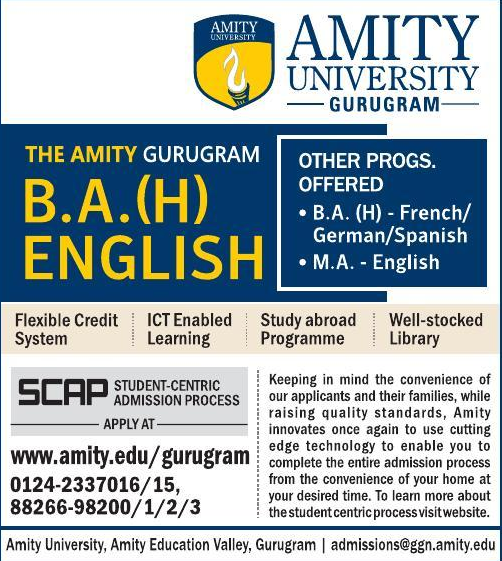 AMITY
UNIVERSITY
AMITY
UNIVERSITY
GURUGRAM
THE AMITY GURUGRAM
B.A.(H)
ENGLISH
OTHER PROGS.
OFFERED
• B.A. (H) - French/
German/Spanish
• M.A. - English
Flexible Credit
System
ICT Enabled
Learning
Study abroad
Programme
Well-stocked
Library
SCAP STUDENT-CENTRIC
ADMISSION PROCESS
APPLY AT
www.amity.edu/gurugram
0124-2337016/15,
88266-98200/1/2/3
Keeping in mind the convenience of
our applicants and their families, while
raising quality standards, Amity
innovates once again to use cutting
edge technology to enable you to
complete the entire admission process
from the convenience of your home at
your desired time. To learn more about
the student centric process visit website.
Amity University, Amity Education Valley, Gurugram | admissions@ggn.amity.edu